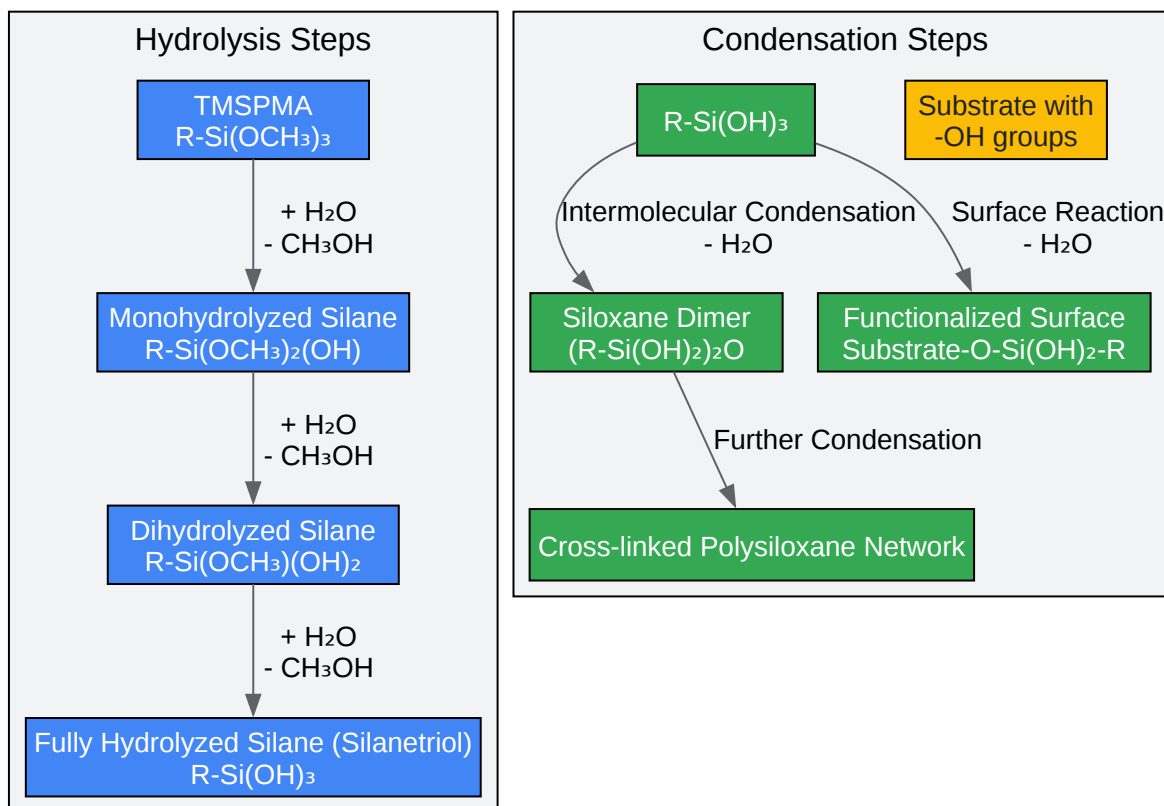 Hydrolysis Steps
TMSPMA
R-Si(OCH₃)₃
+ H₂O
- CH₃OH
Monohydrolyzed Silane
R-Si(OCH₃)₂(OH)
+ H₂O
- CH₃OH
Dihydrolyzed Silane
R-Si(OCH₃)(OH)₂
+ H₂O
- CH₃OH
Fully Hydrolyzed Silane (Silanetriol)
R-Si(OH)₃
Condensation Steps
R-Si(OH)₃
Substrate with
-OH groups
Intermolecular Condensation
- H₂O
Surface Reaction
- H₂O
Siloxane Dimer
(R-Si(OH)₂)₂O
Functionalized Surface
Substrate-O-Si(OH)₂-R
Further Condensation
Cross-linked Polysiloxane Network